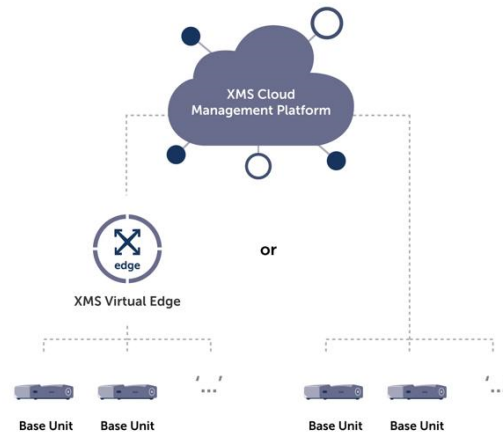 XMS Cloud
Management Platform
edge
or
XMS Virtual Edge
'...'
'...
Base Unit
Base Unit
Base Unit
Base Unit